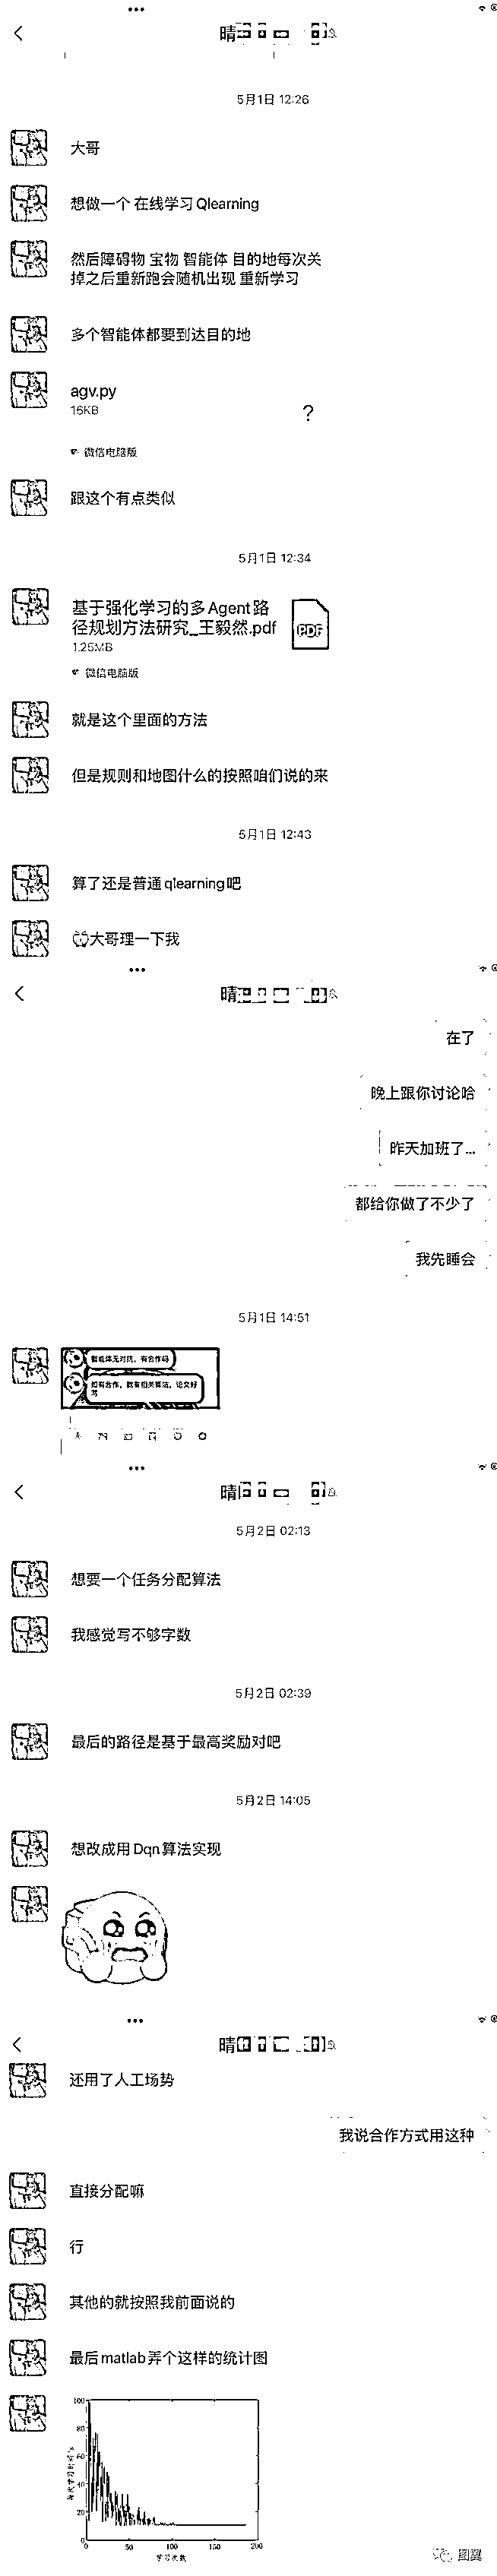 晴
5月1日 12:26
大哥
想做一个 在线学习Qlearning
然后障碍物 宝物 智能体 目的地每次关
掉之后重新跑会随机出现 重新学习
多个智能体都要到达目的地
agv.py
16KB
?
微信电脑版
跟这个有点类似
5月1日 12:34
基于强化学习的多Agent路
径规划方法研究_王毅然.pdf
1.25MB
PDF
微信电脑版
就是这个里面的方法
但是规则和地图什么的按照咱们说的来
5月1日 12:43
算了还是普通qlearning吧
大哥理一下我
晴
在了
晚上跟你讨论哈
昨天加班了...
都给你做了不少了
我先睡会
5月1日 14:51
智能体无对抗，有合作吗
如有合作，就有相关算法，论文好
写
晴
5月2日 02:13
想要一个任务分配算法
我感觉写不够字数
5月2日 02:39
最后的路径是基于最高奖励对吧
5月2日 14:05
想改成用Dqn算法实现
晴
还用了人工场势
我说合作方式用这种
直接分配嘛
行
其他的就按照我前面说的
最后matlab弄个这样的统计图
100
80
60
40
20
0
0
50
100
150
200
学习次数
图翼